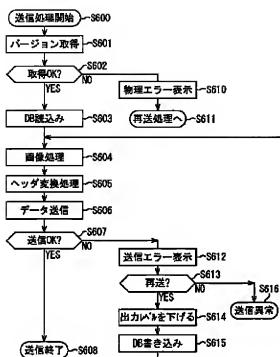 送信処理開始 S600
バージョン取得 S601
取得OK? S602
YES
NO
物理エラー表示 S610
再送処理へ S611
DB読込み S603
画像処理 S604
ヘッダ変換処理 S605
データ送信 S606
送信OK? S607
YES
NO
送信エラー表示 S612
再送? S613
YES
NO
送信異常 S616
出力レベルを下げる S614
DB書き込み S615
送信終了 S608